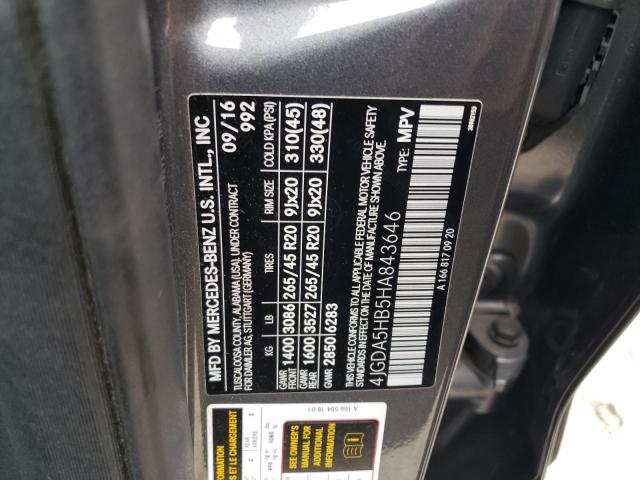 MFD BY MERCEDES-BENZ U.S. INTL., INC
TUSCALOOSA COUNTY, ALABAMA (USA), UNDER CONTRACT
OF DAIMLER AG, STUTTGART (GERMANY)
09/16
992
KG LB TIRES RIM SIZE COLD KPA(PSI)
GAWR FRONT 1400 3086 265/45 R20 9Jx20 310(45)
GAWR REAR 1600 3527 265/45 R20 9Jx20 330(48)
GVWR 2850 6283
THIS VEHICLE CONFORMS TO ALL APPLICABLE FEDERAL MOTOR VEHICLE SAFETY
STANDARDS IN EFFECT ON THE DATE OF MANUFACTURE SHOWN ABOVE.
4JGDA5HB5HA843646
TYPE: MPV
A 166 817 09 20
A 166 584 18 01
SEE OWNER'S
MANUAL FOR
ADDITIONAL
INFORMATION
S ET LE CHARGEMENT